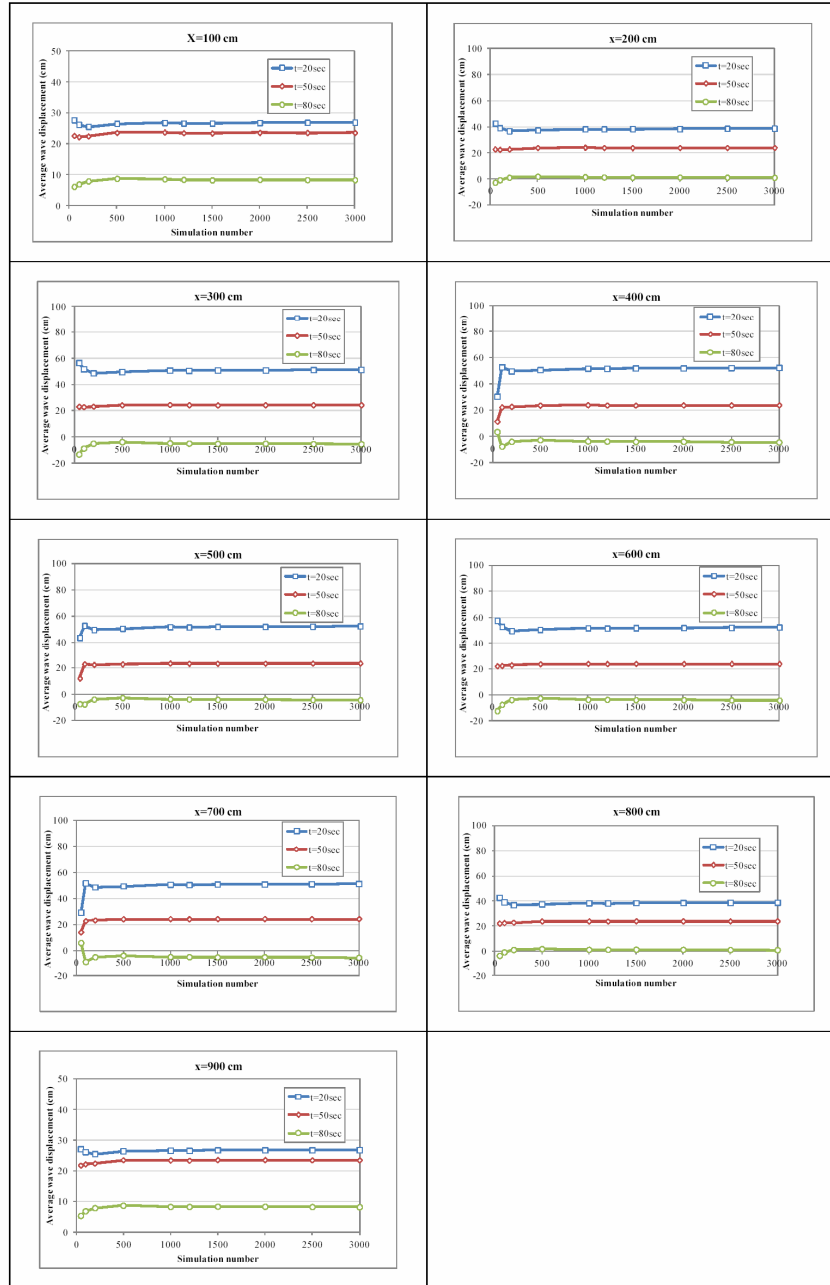 X=100 cm
Average wave displacement (cm)
50
40
30
20
10
0
0 500 1000 1500 2000 2500 3000
Simulation number
t=20sec
t=50sec
t=80sec
x=200 cm
Average wave displacement (cm)
100
80
60
40
20
0
-20
0 500 1000 1500 2000 2500 3000
Simulation number
t=20sec
t=50sec
t=80sec
x=300 cm
Average wave displacement (cm)
100
80
60
40
20
0
-20
0 500 1000 1500 2000 2500 3000
Simulation number
t=20sec
t=50sec
t=80sec
x=400 cm
Average wave displacement (cm)
100
80
60
40
20
0
-20
0 500 1000 1500 2000 2500 3000
Simulation number
t=20sec
t=50sec
t=80sec
x=500 cm
Average wave displacement (cm)
100
80
60
40
20
0
-20
0 500 1000 1500 2000 2500 3000
Simulation number
t=20sec
t=50sec
t=80sec
x=600 cm
Average wave displacement (cm)
100
80
60
40
20
0
-20
0 500 1000 1500 2000 2500 3000
Simulation number
t=20sec
t=50sec
t=80sec
x=700 cm
Average wave displacement (cm)
100
80
60
40
20
0
-20
0 500 1000 1500 2000 2500 3000
Simulation number
t=20sec
t=50sec
t=80sec
x=800 cm
Average wave displacement (cm)
100
80
60
40
20
0
-20
0 500 1000 1500 2000 2500 3000
Simulation number
t=20sec
t=50sec
t=80sec
x=900 cm
Average wave displacement (cm)
50
40
30
20
10
0
0 500 1000 1500 2000 2500 3000
Simulation number
t=20sec
t=50sec
t=80sec